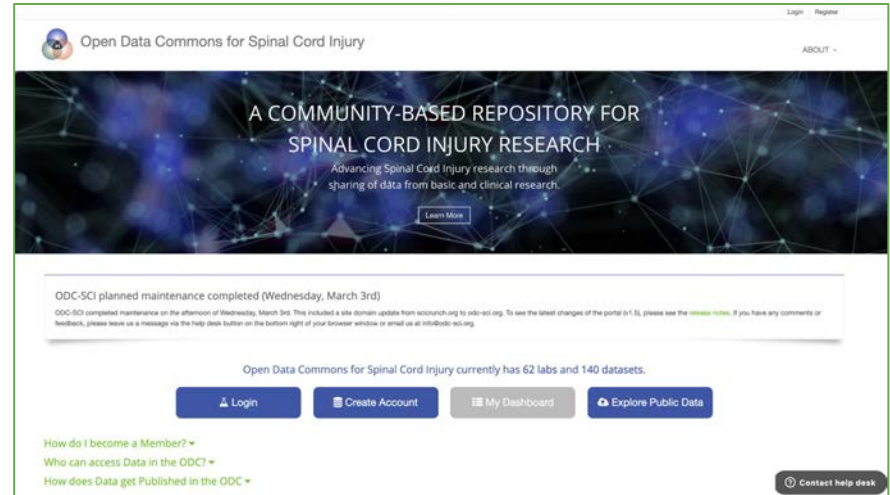 Login Register
Open Data Commons for Spinal Cord Injury
ABOUT
A COMMUNITY-BASED REPOSITORY FOR
SPINAL CORD INJURY RESEARCH
Advancing Spinal Cord Injury research through
sharing of data from basic and clinical research.
Learn More
ODC-SCI planned maintenance completed (Wednesday, March 3rd)
ODC-SCI completed maintenance on the afternoon of Wednesday, March 3rd. This included a site domain update from scicrunch.org to odc-sci.org. To see the latest changes of the portal (v1.5), please see the release notes. If you have any comments or
feedback, please leave us a message via the help desk button on the bottom right of your browser window or email us at info@odc-sci.org.
Open Data Commons for Spinal Cord Injury currently has 62 labs and 140 datasets.
Login
Create Account
My Dashboard
Explore Public Data
How do I become a Member?
Who can access Data in the ODC?
How does Data get Published in the ODC
Contact help desk